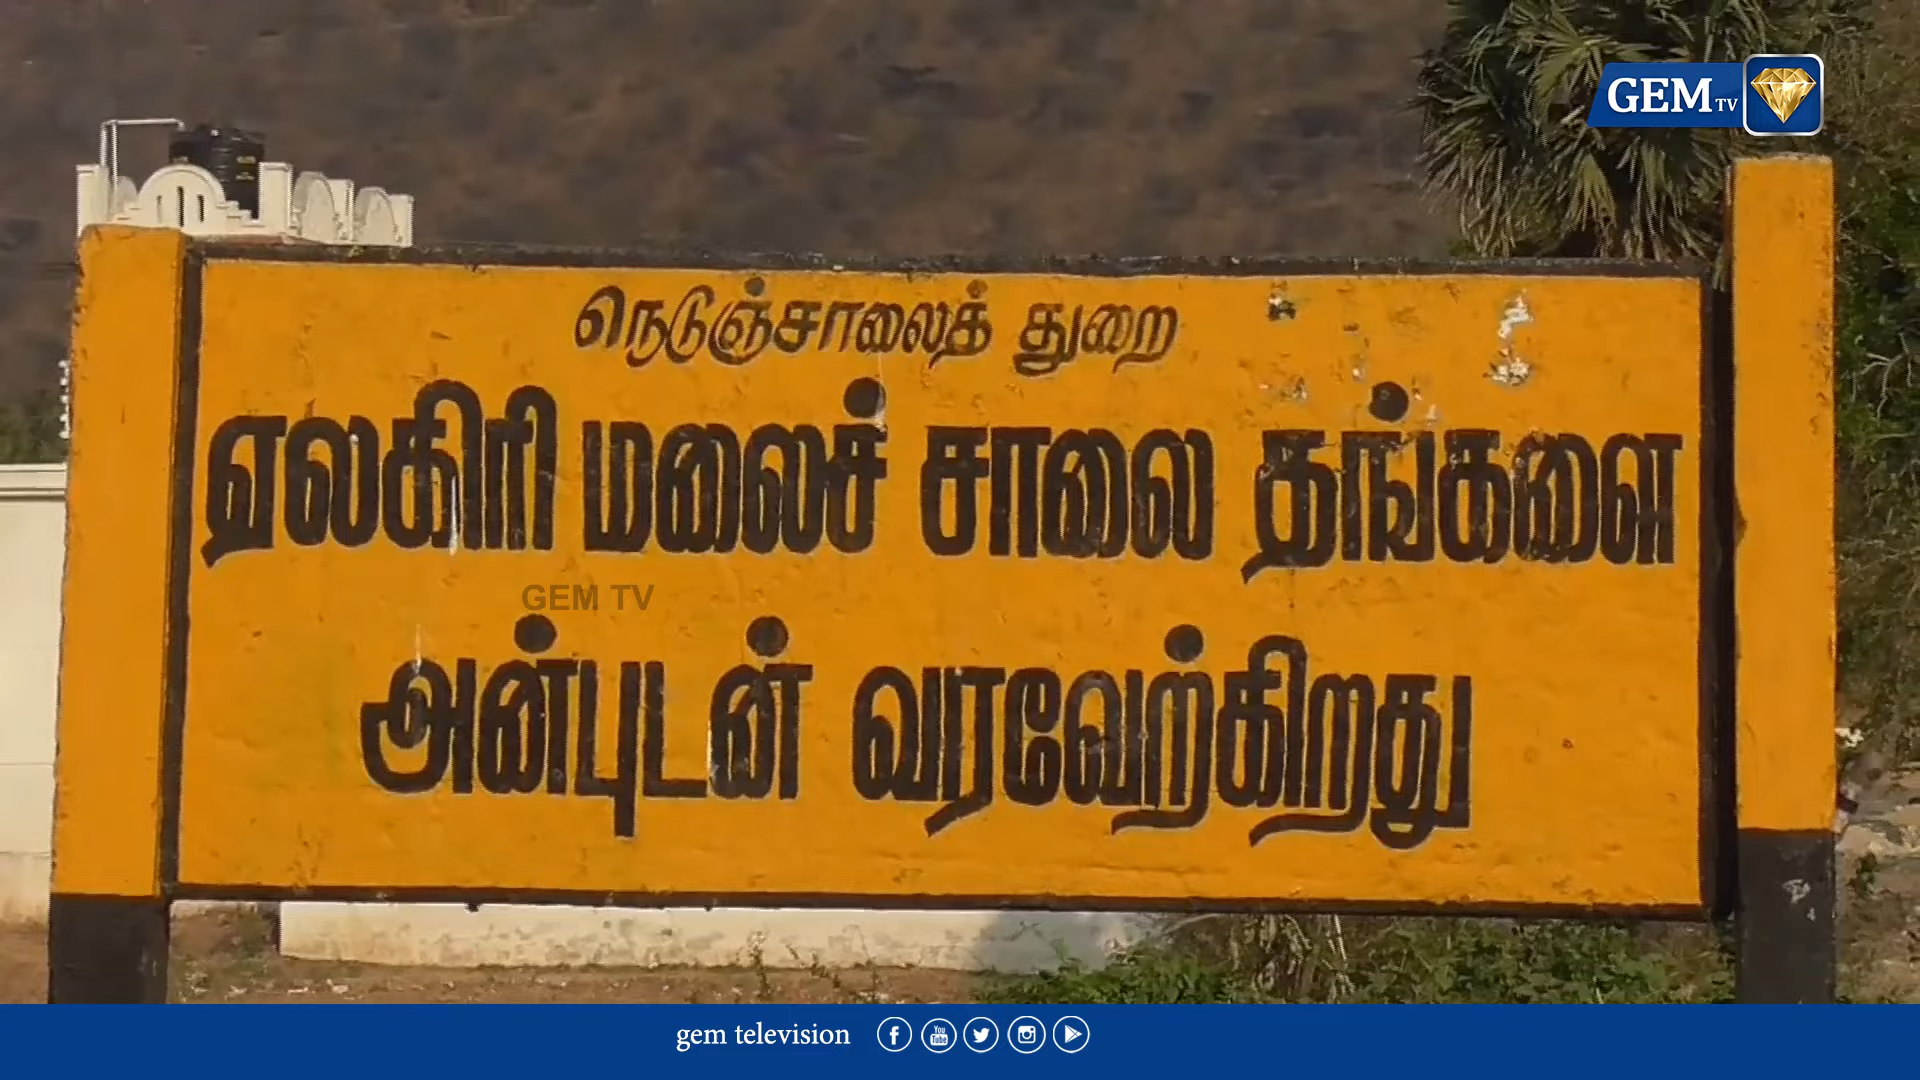 GEM TV
நெடுஞ்சாலைத் துறை
ஏலகிரி மலைச் சாலை தங்களை
GEM TV
அன்புடன் வரவேற்கிறது
gem television